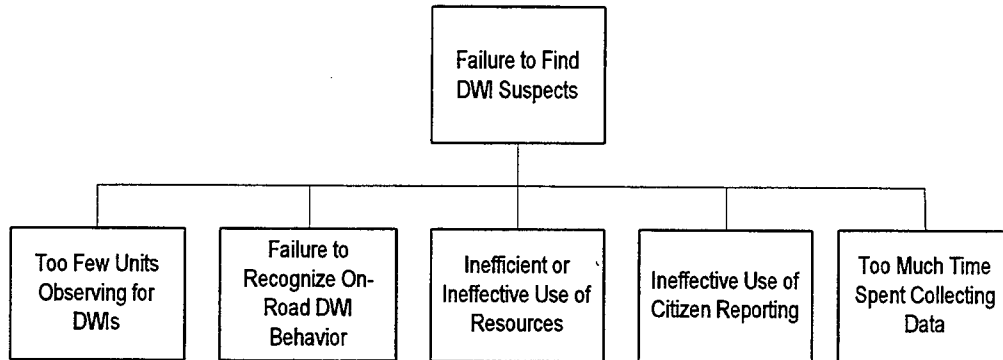 Failure to Find
DWI Suspects
Too Few Units
Observing for
DWIs
Failure to
Recognize On-
Road DWI
Behavior
Inefficient or
Ineffective Use of
Resources
Ineffective Use of
Citizen Reporting
Too Much Time
Spent Collecting
Data